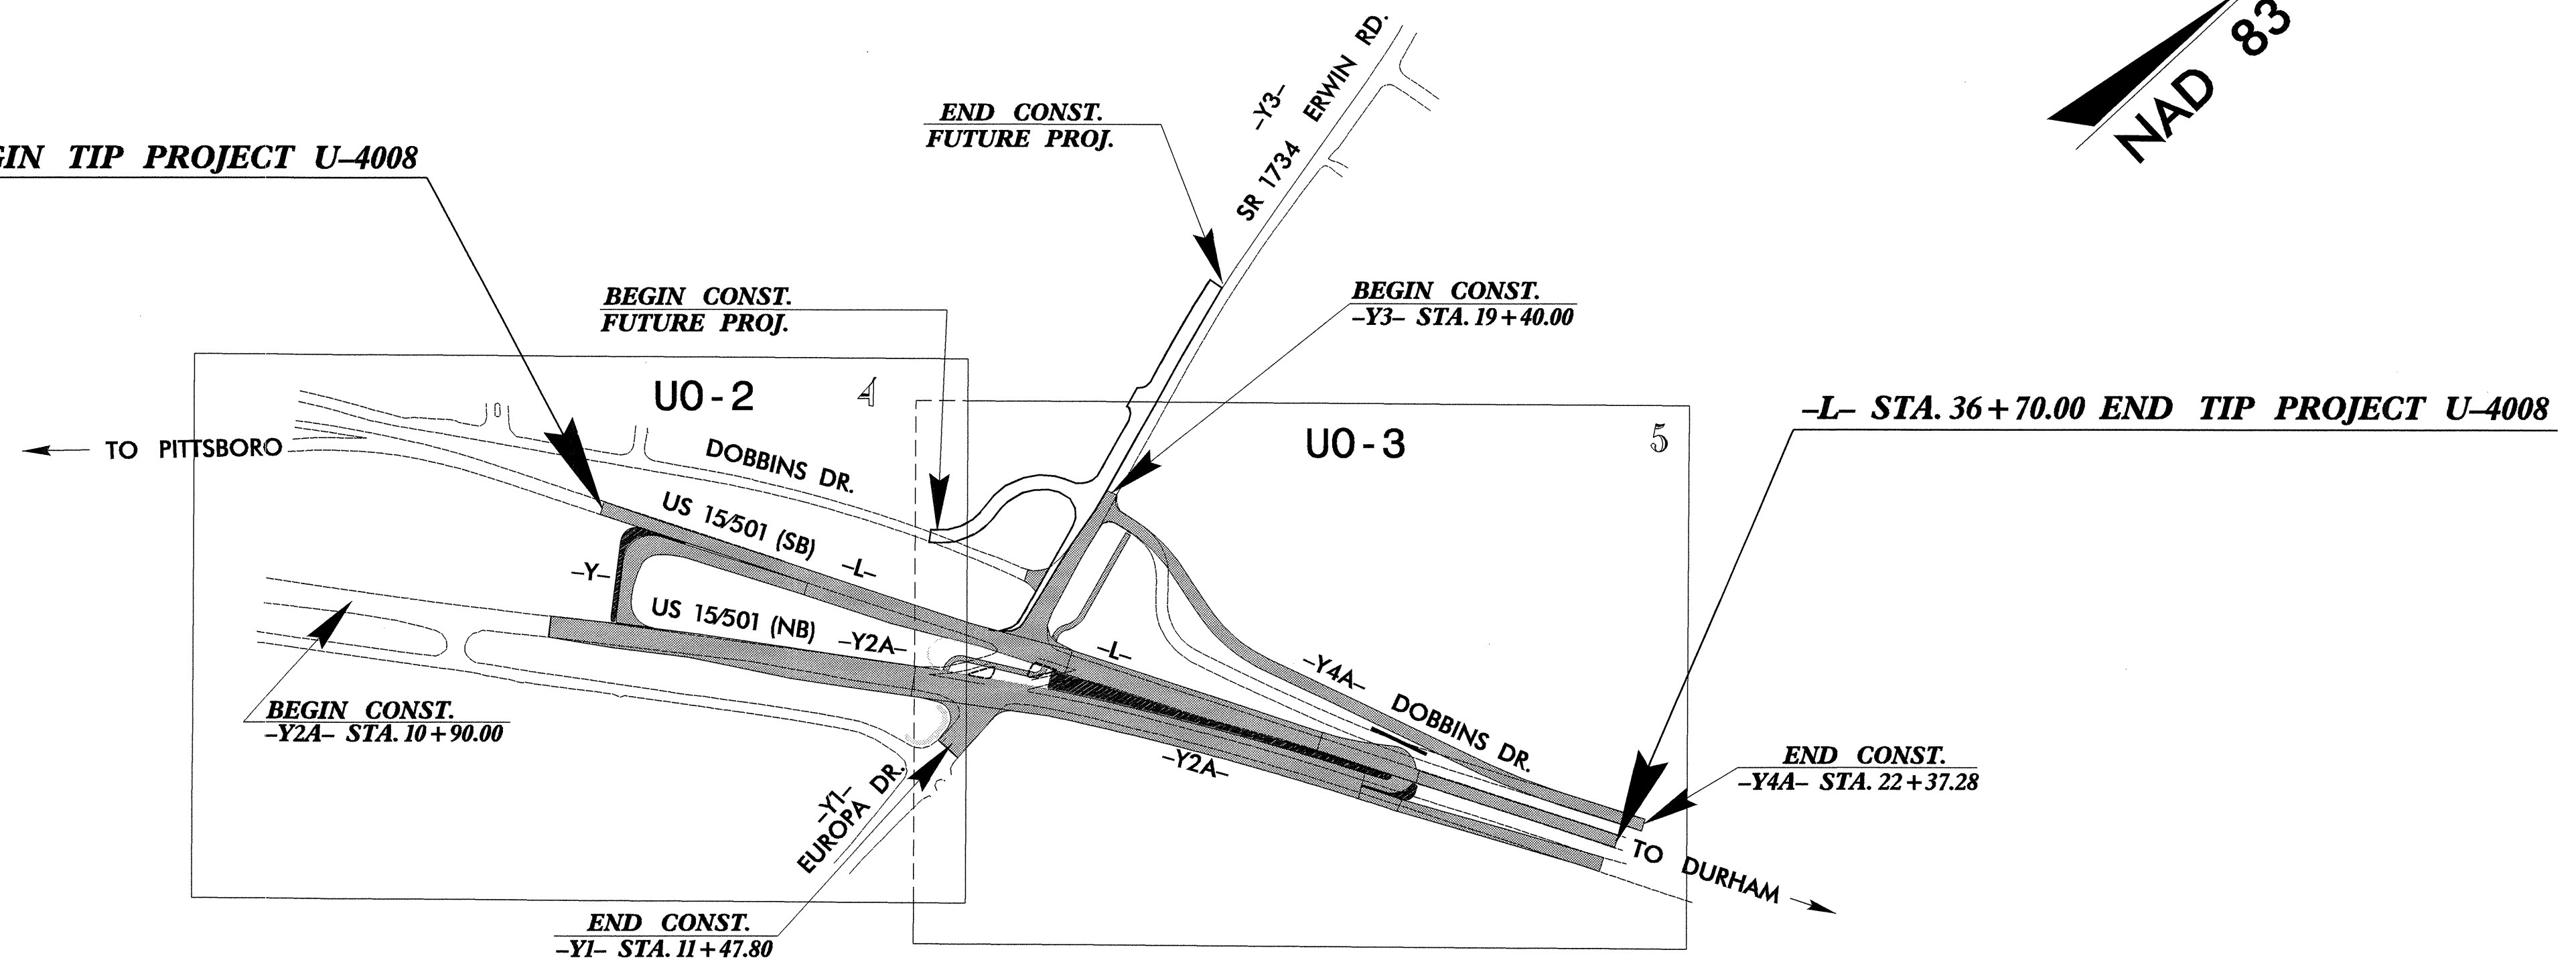 NAD 83
SR 1734 ERWIN RD.
–Y3–
END CONST.
FUTURE PROJ.
GIN TIP PROJECT U–4008
BEGIN CONST.
FUTURE PROJ.
BEGIN CONST.
–Y3– STA. 19+40.00
UO-2
4
UO-3
5
–L– STA. 36+70.00 END TIP PROJECT U–4008
TO PITTSBORO
DOBBINS DR.
US 15/501 (SB)
–L–
–Y–
US 15/501 (NB)
–Y2A–
–L–
–Y4A–
DOBBINS DR.
BEGIN CONST.
–Y2A– STA. 10+90.00
–Y2A–
END CONST.
–Y4A– STA. 22+37.28
–Y1–
EUROPA DR.
TO DURHAM
END CONST.
–Y1– STA. 11+47.80